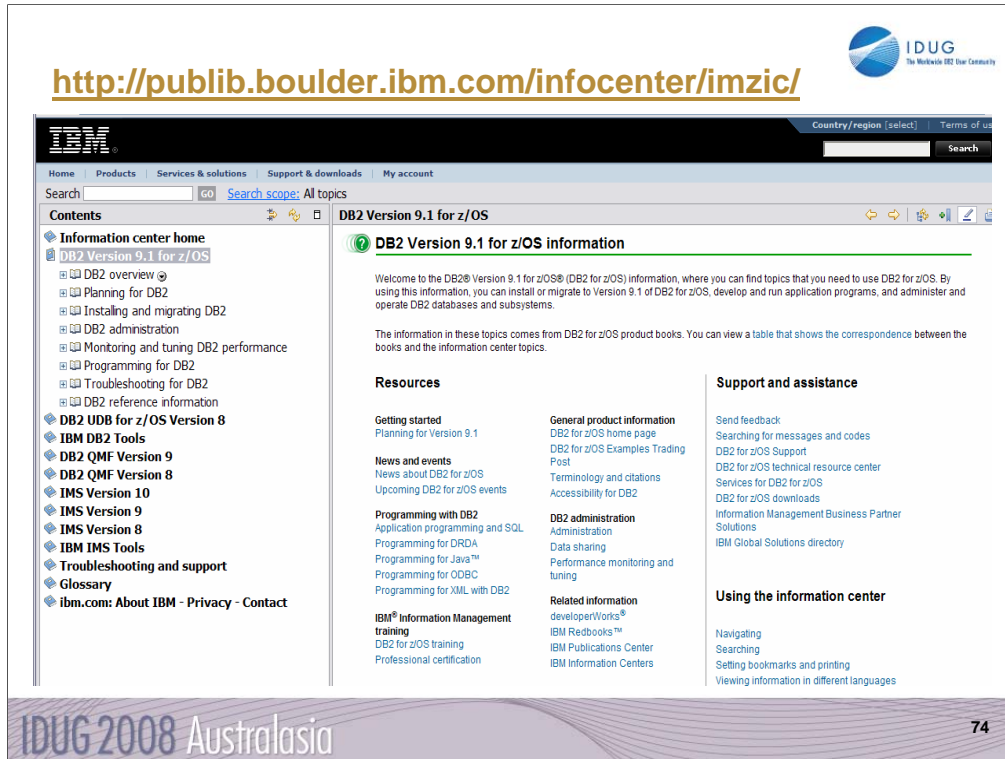 IDUG
The Worldwide DB2 User Community
http://publib.boulder.ibm.com/infocenter/imzic/
Country/region [select] | Terms of us
IBM®
Search
Home | Products | Services & solutions | Support & downloads | My account
Search GO Search scope: All topics
Contents
Information center home
DB2 Version 9.1 for z/OS
DB2 overview
Planning for DB2
Installing and migrating DB2
DB2 administration
Monitoring and tuning DB2 performance
Programming for DB2
Troubleshooting for DB2
DB2 reference information
DB2 UDB for z/OS Version 8
IBM DB2 Tools
DB2 QMF Version 9
DB2 QMF Version 8
IMS Version 10
IMS Version 9
IMS Version 8
IBM IMS Tools
Troubleshooting and support
Glossary
ibm.com: About IBM - Privacy - Contact
DB2 Version 9.1 for z/OS
DB2 Version 9.1 for z/OS information
Welcome to the DB2® Version 9.1 for z/OS® (DB2 for z/OS) information, where you can find topics that you need to use DB2 for z/OS. By
using this information, you can install or migrate to Version 9.1 of DB2 for z/OS, develop and run application programs, and administer and
operate DB2 databases and subsystems.
The information in these topics comes from DB2 for z/OS product books. You can view a table that shows the correspondence between the
books and the information center topics.
Resources
Getting started
Planning for Version 9.1
News and events
News about DB2 for z/OS
Upcoming DB2 for z/OS events
Programming with DB2
Application programming and SQL
Programming for DRDA
Programming for Java™
Programming for ODBC
Programming for XML with DB2
IBM® Information Management
training
DB2 for z/OS training
Professional certification
General product information
DB2 for z/OS home page
DB2 for z/OS Examples Trading
Post
Terminology and citations
Accessibility for DB2
DB2 administration
Administration
Data sharing
Performance monitoring and
tuning
Related information
developerWorks®
IBM Redbooks™
IBM Publications Center
IBM Information Centers
Support and assistance
Send feedback
Searching for messages and codes
DB2 for z/OS Support
DB2 for z/OS technical resource center
Services for DB2 for z/OS
DB2 for z/OS downloads
Information Management Business Partner
Solutions
IBM Global Solutions directory
Using the information center
Navigating
Searching
Setting bookmarks and printing
Viewing information in different languages
IDUG 2008 Australasia
74